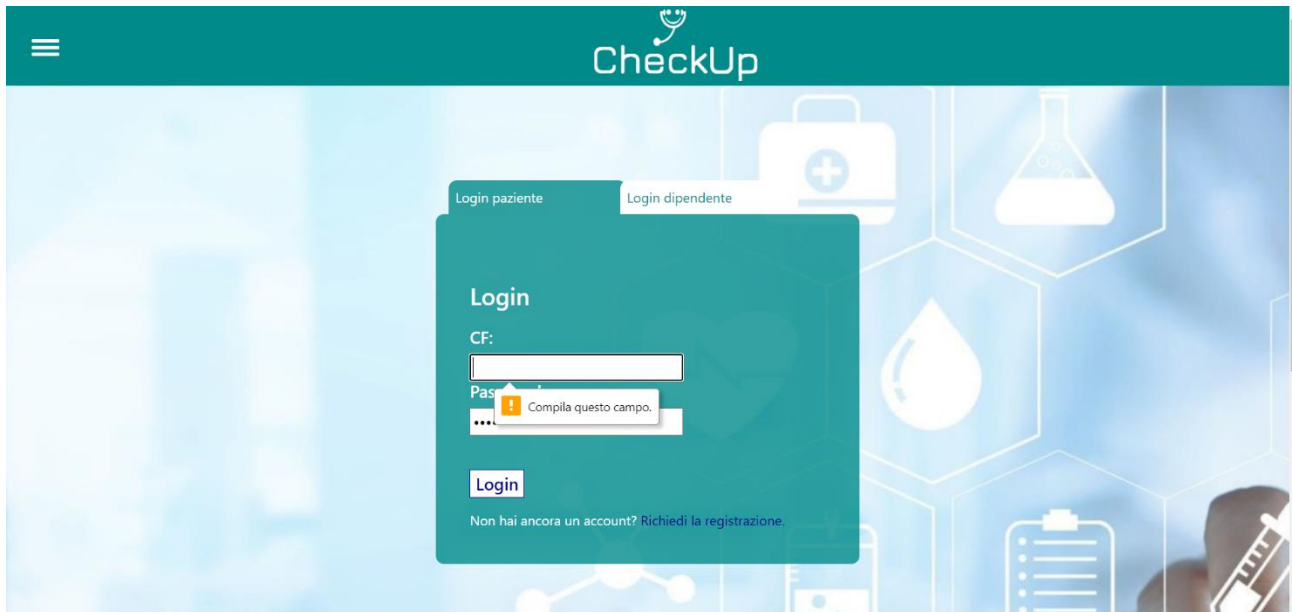 CheckUp
Login paziente
Login dipendente
Login
CF:
Compila questo campo.
Login
Non hai ancora un account? Richiedi la registrazione.